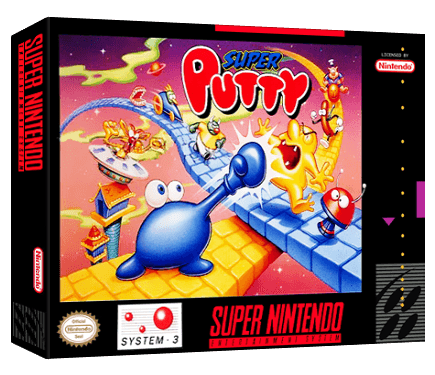 SUPER NINTENDO
Nintendo
SUPER
PUTTY
LICENSED BY
Nintendo
Official
Nintendo
Seal
SYSTEM - 3
SUPER NINTENDO
ENTERTAINMENT SYSTEM